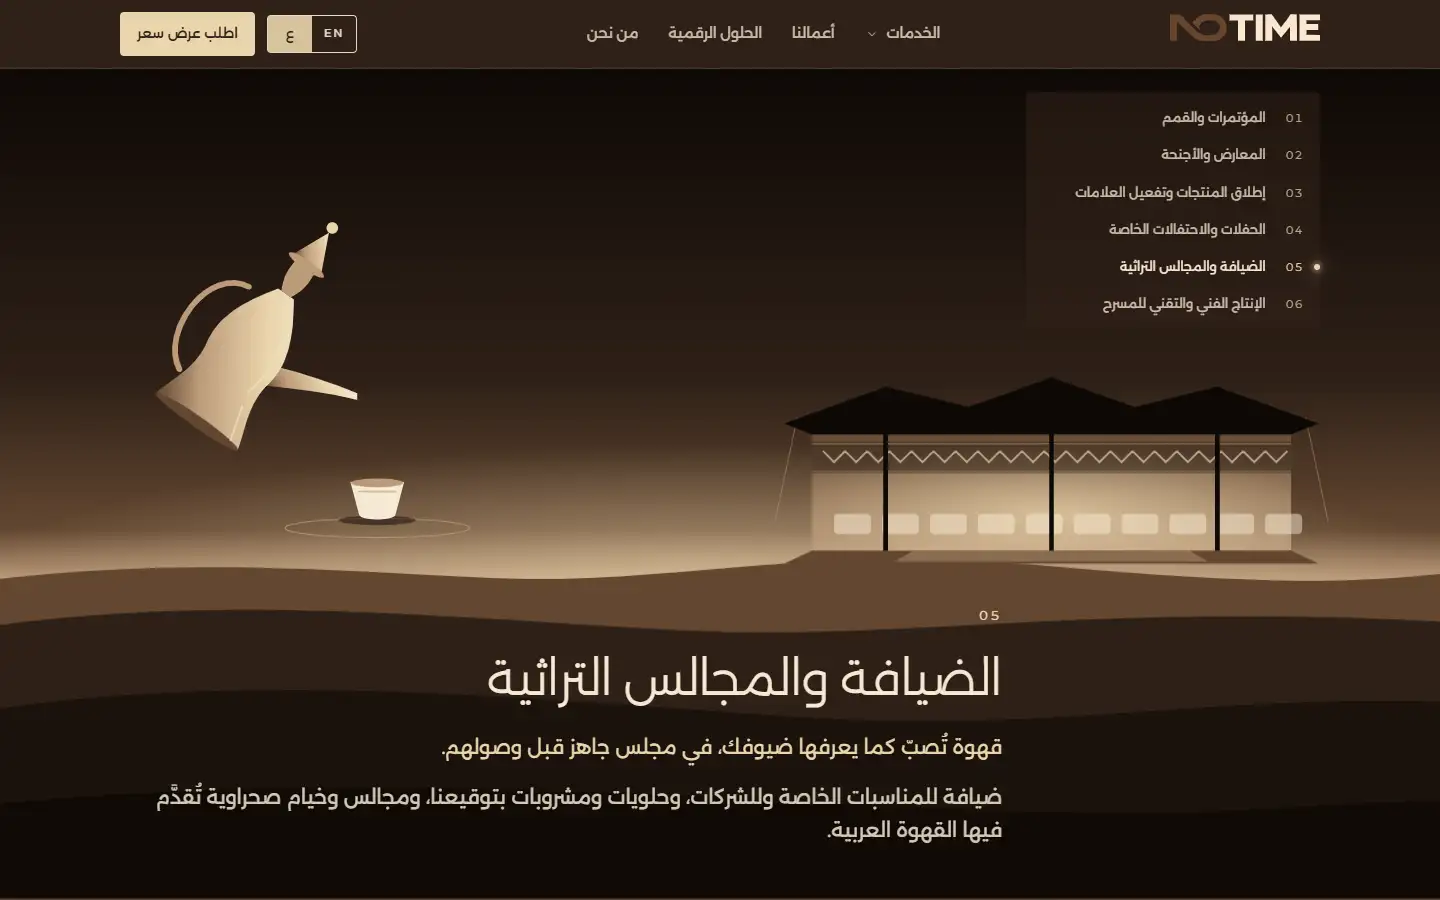 NO TIME
الخدمات
أعمالنا
الحلول الرقمية
من نحن
EN
ع
اطلب عرض سعر
01 المؤتمرات والقمم
02 المعارض والأجنحة
03 إطلاق المنتجات وتفعيل العلامات
04 الحفلات والاحتفالات الخاصة
05 الضيافة والمجالس التراثية
06 الإنتاج الفني والتقني للمسرح
05
الضيافة والمجالس التراثية
قهوة تُصبّ كما يعرفها ضيوفك، في مجلس جاهز قبل وصولهم.
ضيافة للمناسبات الخاصة وللشركات، وحلويات ومشروبات بتوقيعنا، ومجالس وخيام صحراوية تُقدَّم
فيها القهوة العربية.